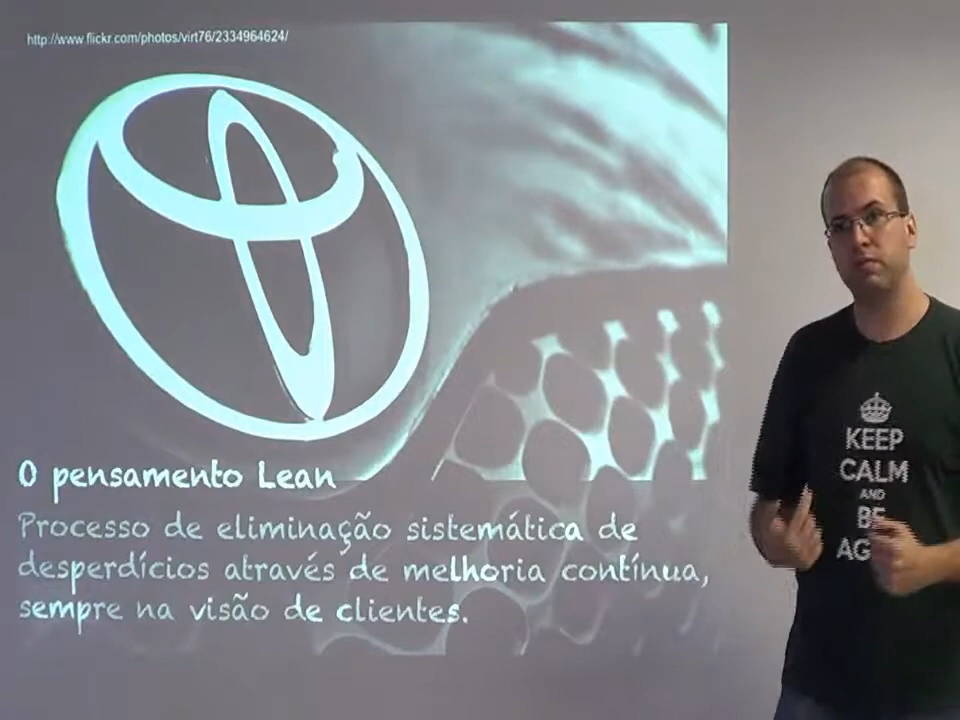 http://www.flickr.com/photos/virt76/2334964624/
O pensamento Lean
Processo de eliminação sistemática de
desperdícios através de melhoria contínua,
sempre na visão de clientes.
KEEP
CALM
AND
BE